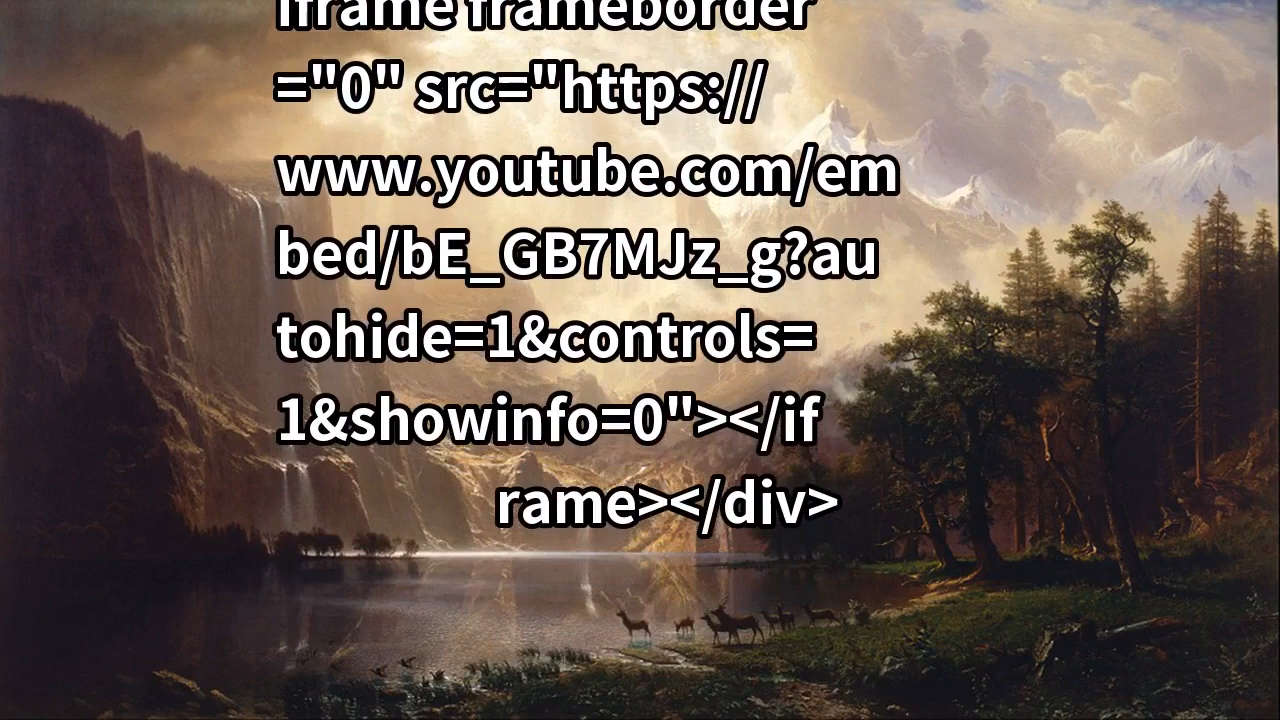 iframe frameborder
="0" src="https://
www.youtube.com/em
bed/bE_GB7MJz_g?au
tohide=1&controls=
1&showinfo=0"></if
rame></div>